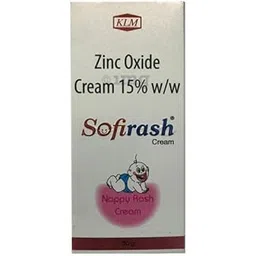 KLM
Zinc Oxide
Cream 15% w/w
Sofirash®
Cream
Nappy Rash
Cream